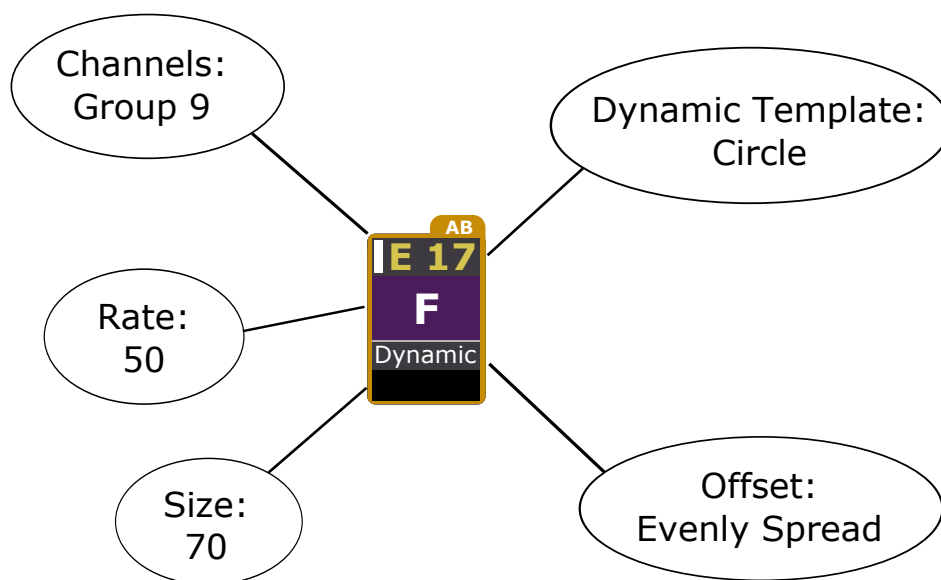 Channels:
Group 9
Dynamic Template:
Circle
AB
E 17
F
Dynamic
Rate:
50
Size:
70
Offset:
Evenly Spread